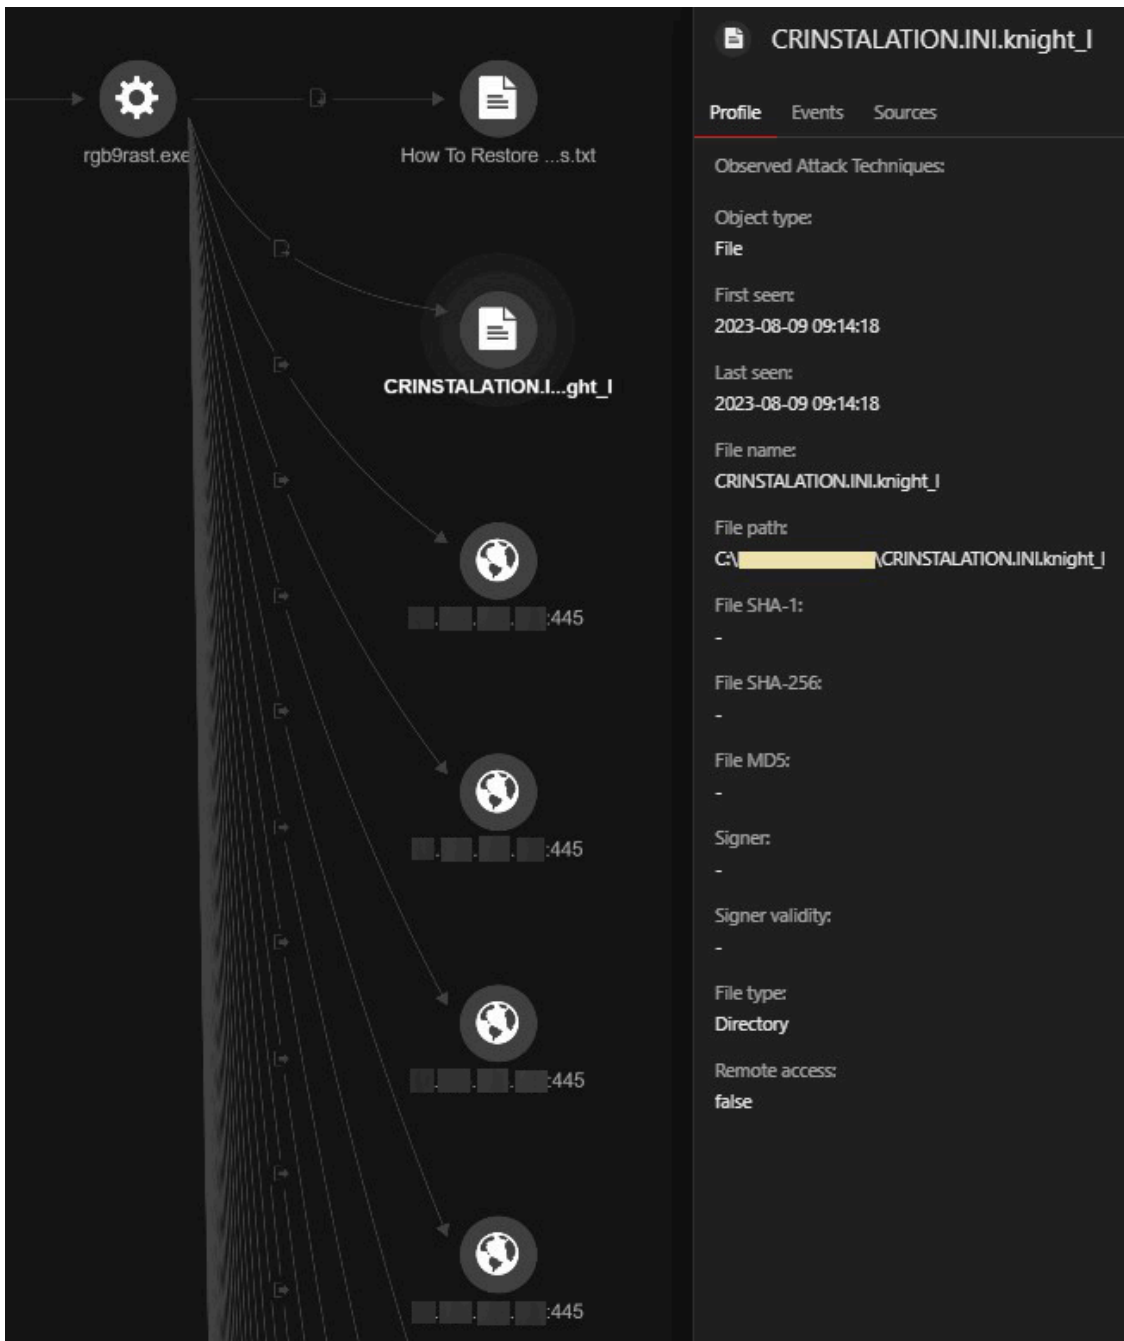 rgb9rast.exe
How To Restore ...s.txt
CRINSTALATION.I...ght_l
:445
:445
:445
:445
CRINSTALATION.INI.knight_l
Profile Events Sources
Observed Attack Techniques:
Object type:
File
First seen:
2023-08-09 09:14:18
Last seen:
2023-08-09 09:14:18
File name:
CRINSTALATION.INI.knight_l
File path:
C:\ \CRINSTALATION.INI.knight_l
File SHA-1:
-
File SHA-256:
-
File MD5:
-
Signer:
-
Signer validity:
-
File type:
Directory
Remote access:
false